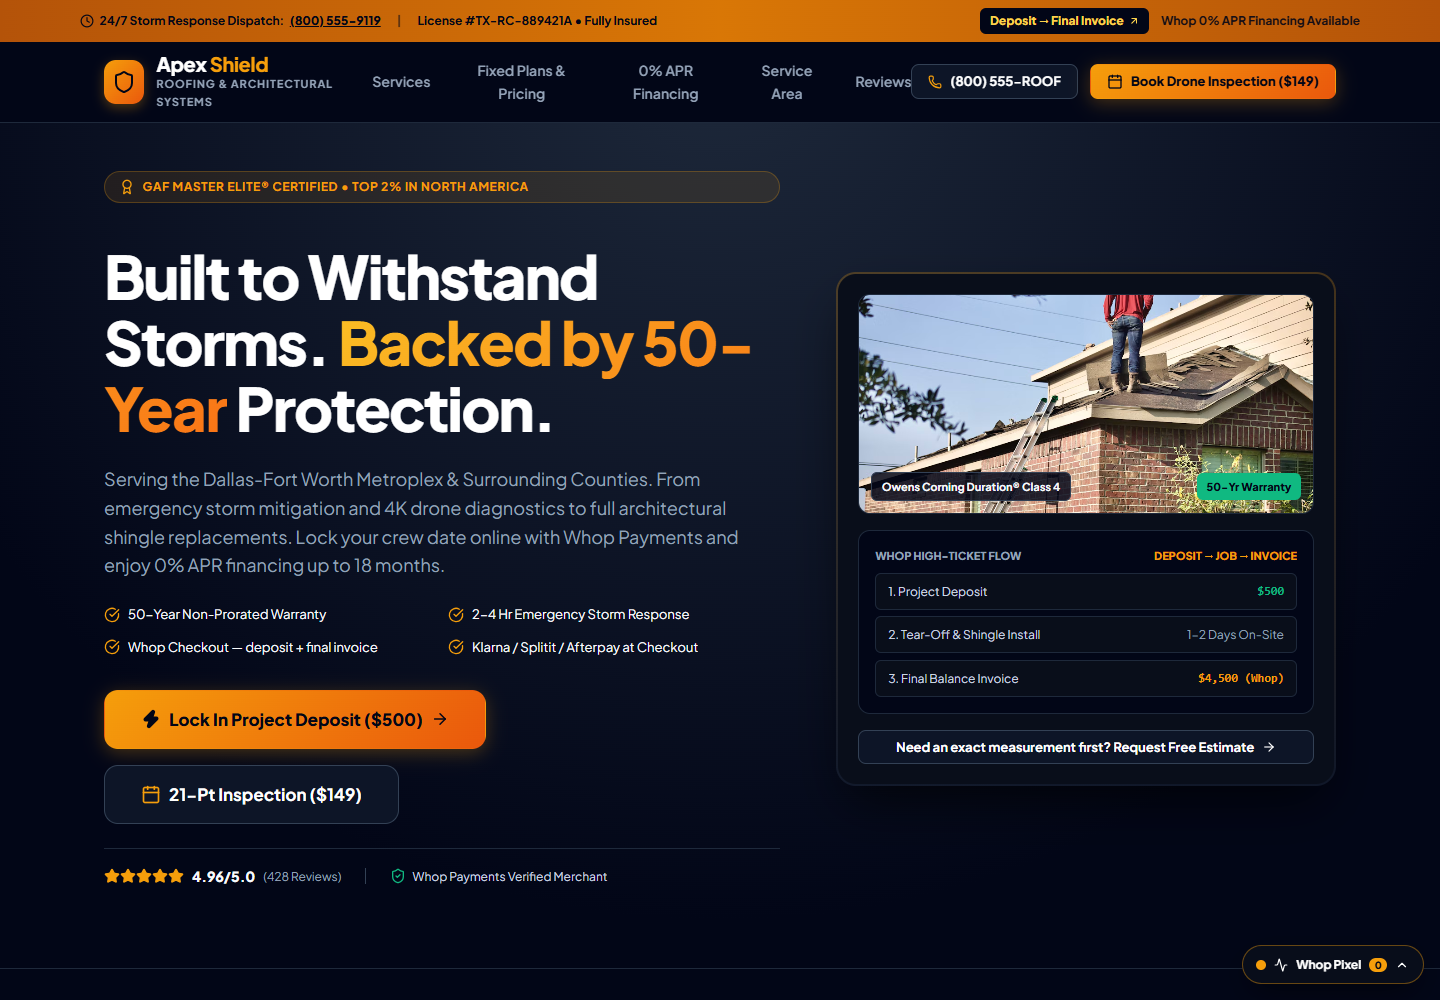 24/7 Storm Response Dispatch: (800) 555-9119 | License #TX-RC-889421A • Fully Insured
Deposit → Final Invoice ↗ Whop 0% APR Financing Available
Apex Shield
ROOFING & ARCHITECTURAL
SYSTEMS
Services
Fixed Plans &
Pricing
0% APR
Financing
Service
Area
Reviews
(800) 555-ROOF
Book Drone Inspection ($149)
GAF MASTER ELITE® CERTIFIED • TOP 2% IN NORTH AMERICA
Built to Withstand
Storms. Backed by 50-
Year Protection.
Serving the Dallas-Fort Worth Metroplex & Surrounding Counties. From
emergency storm mitigation and 4K drone diagnostics to full architectural
shingle replacements. Lock your crew date online with Whop Payments and
enjoy 0% APR financing up to 18 months.
50-Year Non-Prorated Warranty
2-4 Hr Emergency Storm Response
Whop Checkout — deposit + final invoice
Klarna / Splitit / Afterpay at Checkout
Lock In Project Deposit ($500) →
21-Pt Inspection ($149)
4.96/5.0 (428 Reviews)
Whop Payments Verified Merchant
Owens Corning Duration® Class 4
50-Yr Warranty
WHOP HIGH-TICKET FLOW
DEPOSIT → JOB → INVOICE
1. Project Deposit $500
2. Tear-Off & Shingle Install 1-2 Days On-Site
3. Final Balance Invoice $4,500 (Whop)
Need an exact measurement first? Request Free Estimate →
Whop Pixel 0